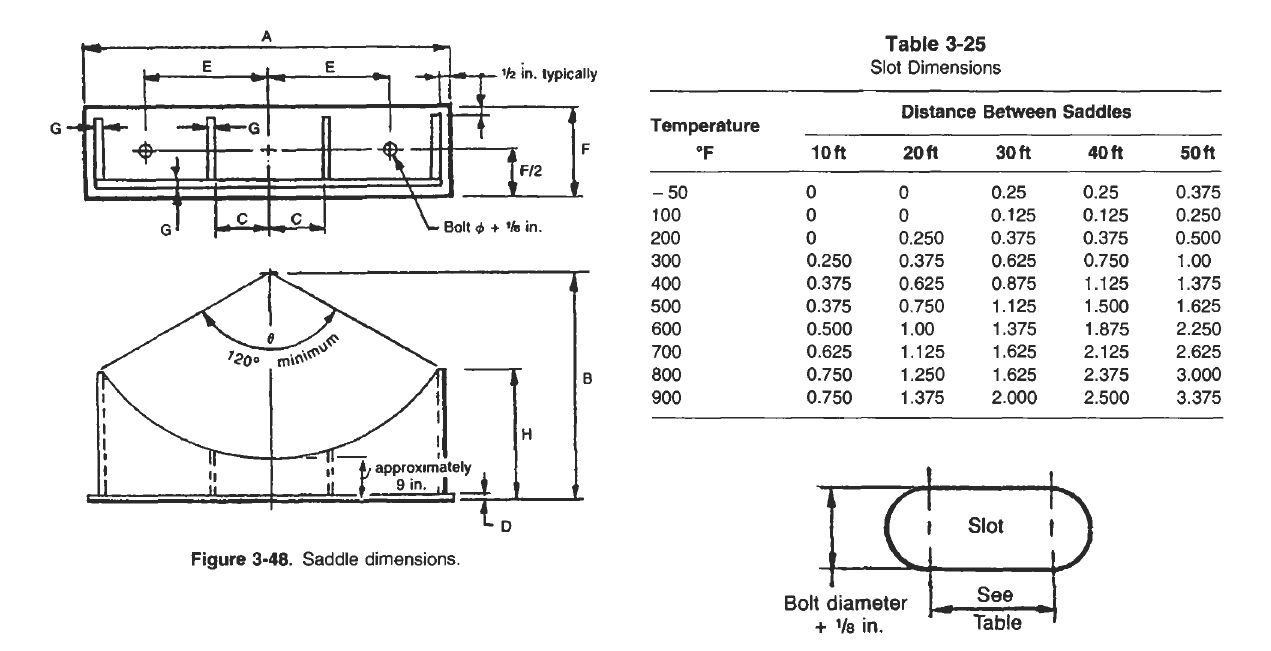 A
E E
1/2 in. typically
G G
F
F/2
C C
G
Bolt ϕ + 1/8 in.
θ
120° minimum
B
H
approximately
9 in.
D
Figure 3-48. Saddle dimensions.
Table 3-25
Slot Dimensions
Distance Between Saddles
Temperature
°F 10 ft 20 ft 30 ft 40 ft 50 ft
– 50 0 0 0.25 0.25 0.375
100 0 0 0.125 0.125 0.250
200 0 0.250 0.375 0.375 0.500
300 0.250 0.375 0.625 0.750 1.00
400 0.375 0.625 0.875 1.125 1.375
500 0.375 0.750 1.125 1.500 1.625
600 0.500 1.00 1.375 1.875 2.250
700 0.625 1.125 1.625 2.125 2.625
800 0.750 1.250 1.625 2.375 3.000
900 0.750 1.375 2.000 2.500 3.375
Slot
Bolt diameter
+ 1/8 in.
See
Table